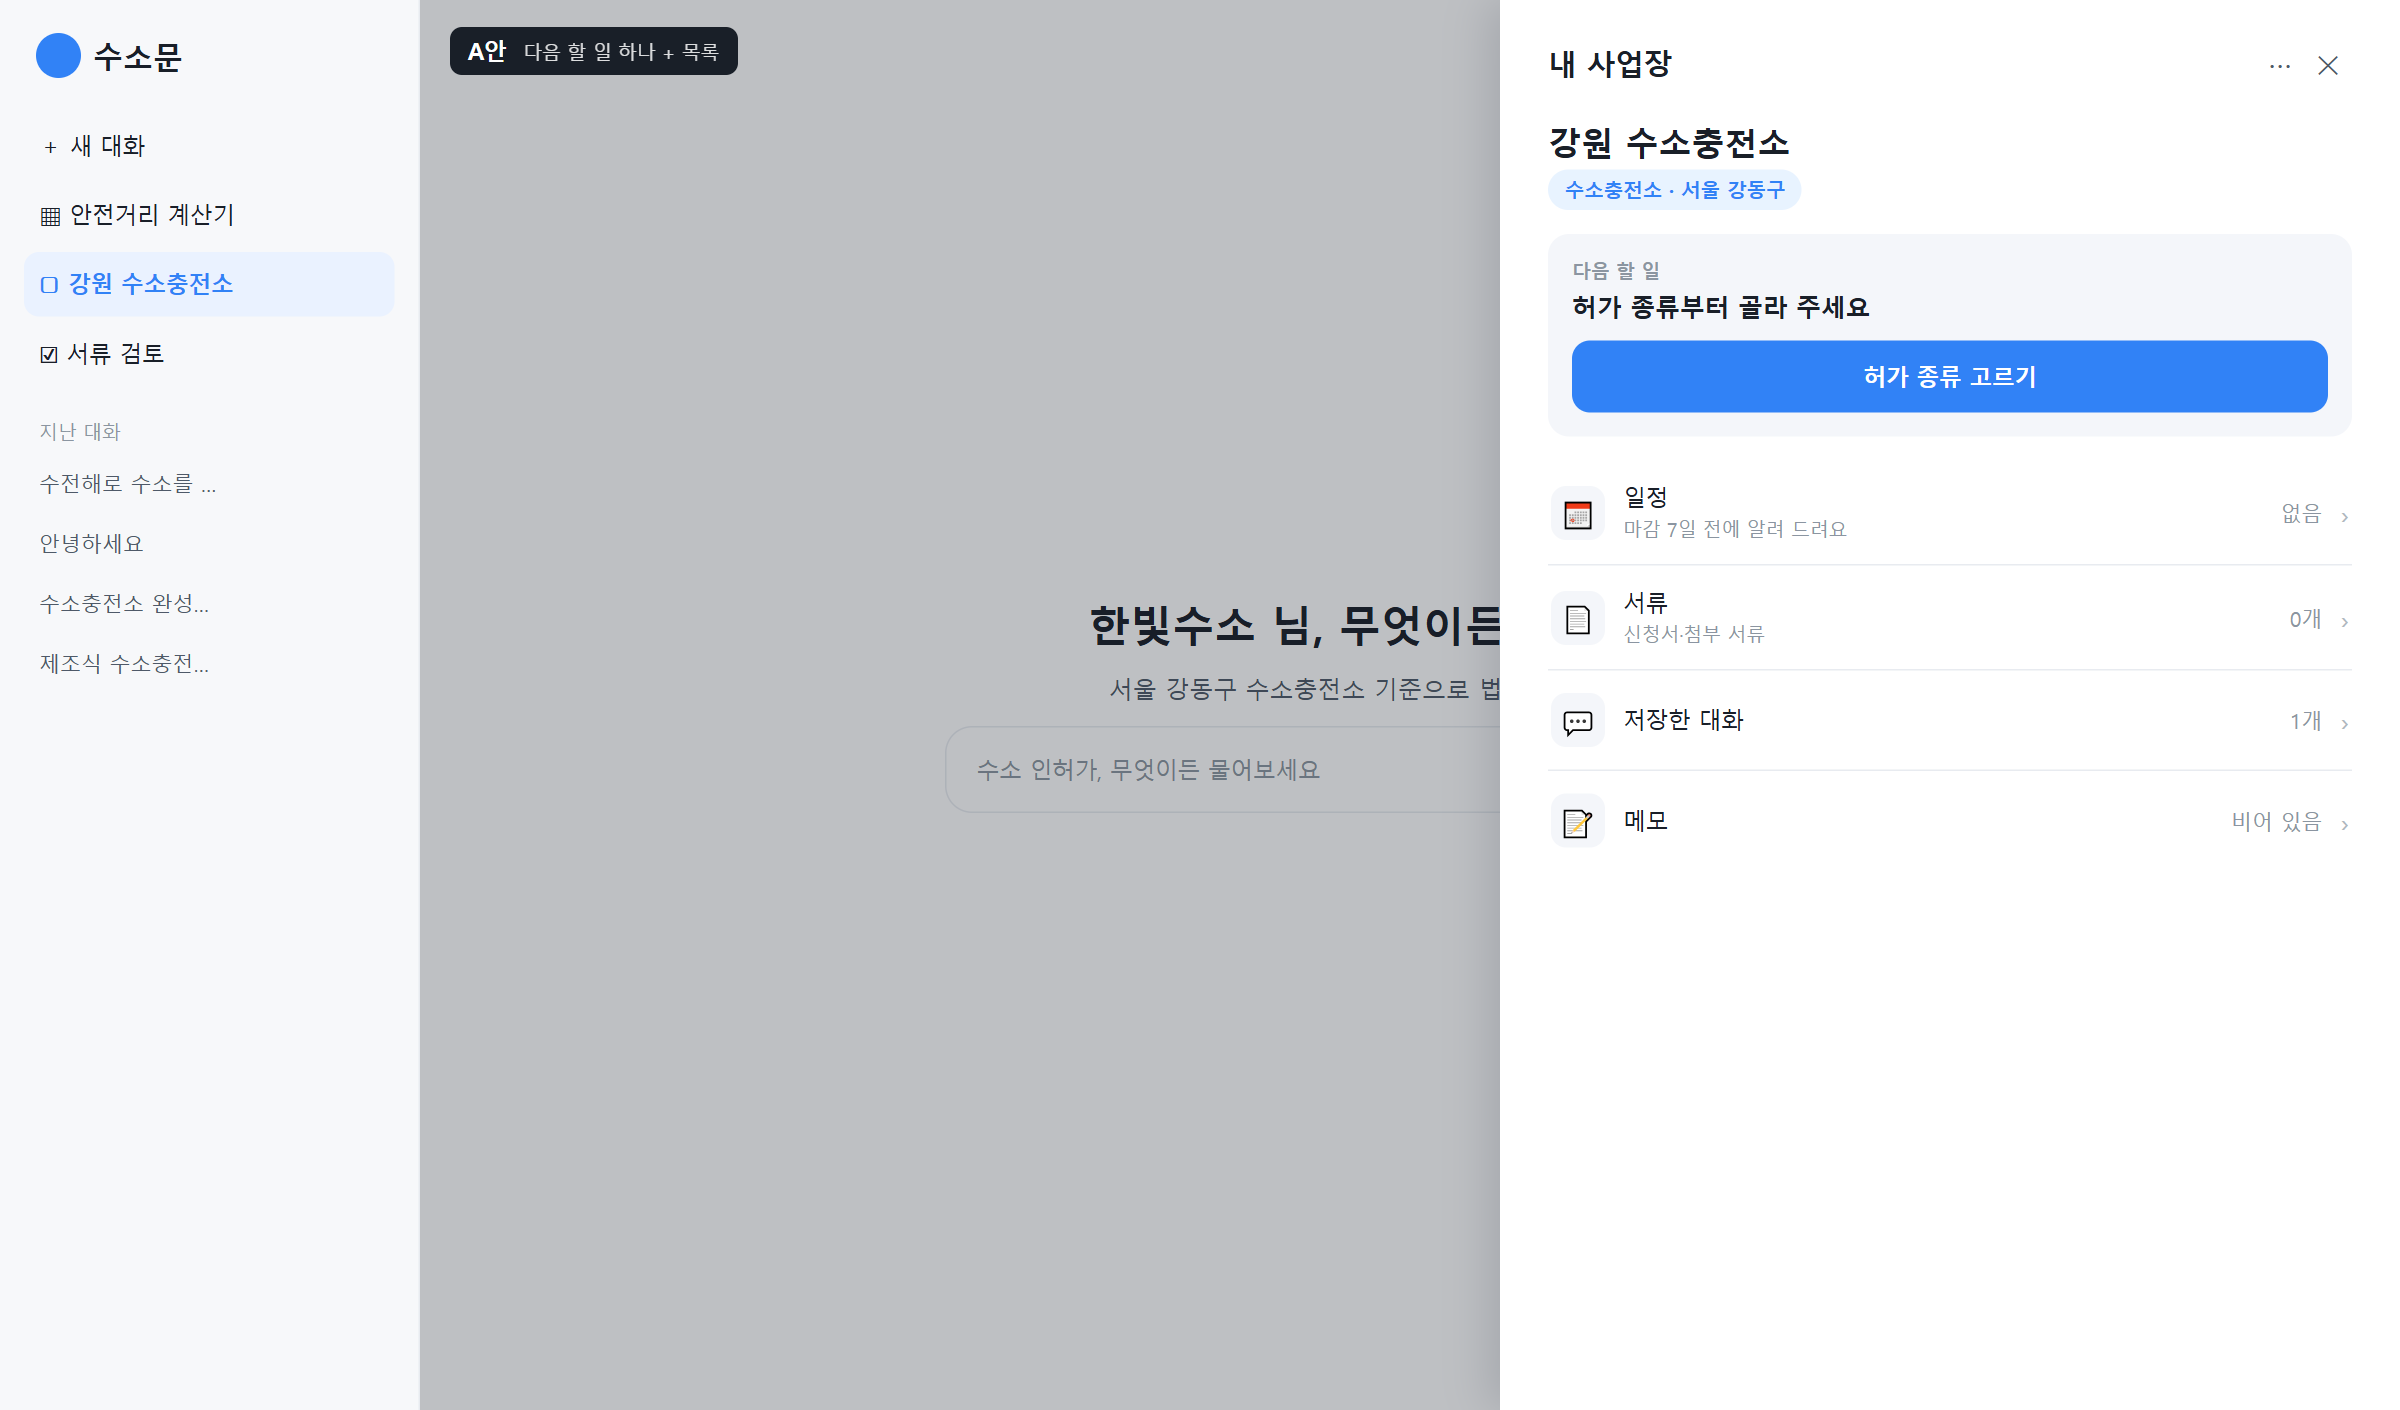 수소문
+ 새 대화
안전거리 계산기
강원 수소충전소
서류 검토
지난 대화
수전해로 수소를 ...
안녕하세요
수소충전소 완성...
제조식 수소충전...
A안 다음 할 일 하나 + 목록
한빛수소 님, 무엇이든
서울 강동구 수소충전소 기준으로 법
수소 인허가, 무엇이든 물어보세요
내 사업장
강원 수소충전소
수소충전소 · 서울 강동구
다음 할 일
허가 종류부터 골라 주세요
허가 종류 고르기
일정
마감 7일 전에 알려 드려요
없음 ›
서류
신청서·첨부 서류
0개 ›
저장한 대화
1개 ›
메모
비어 있음 ›